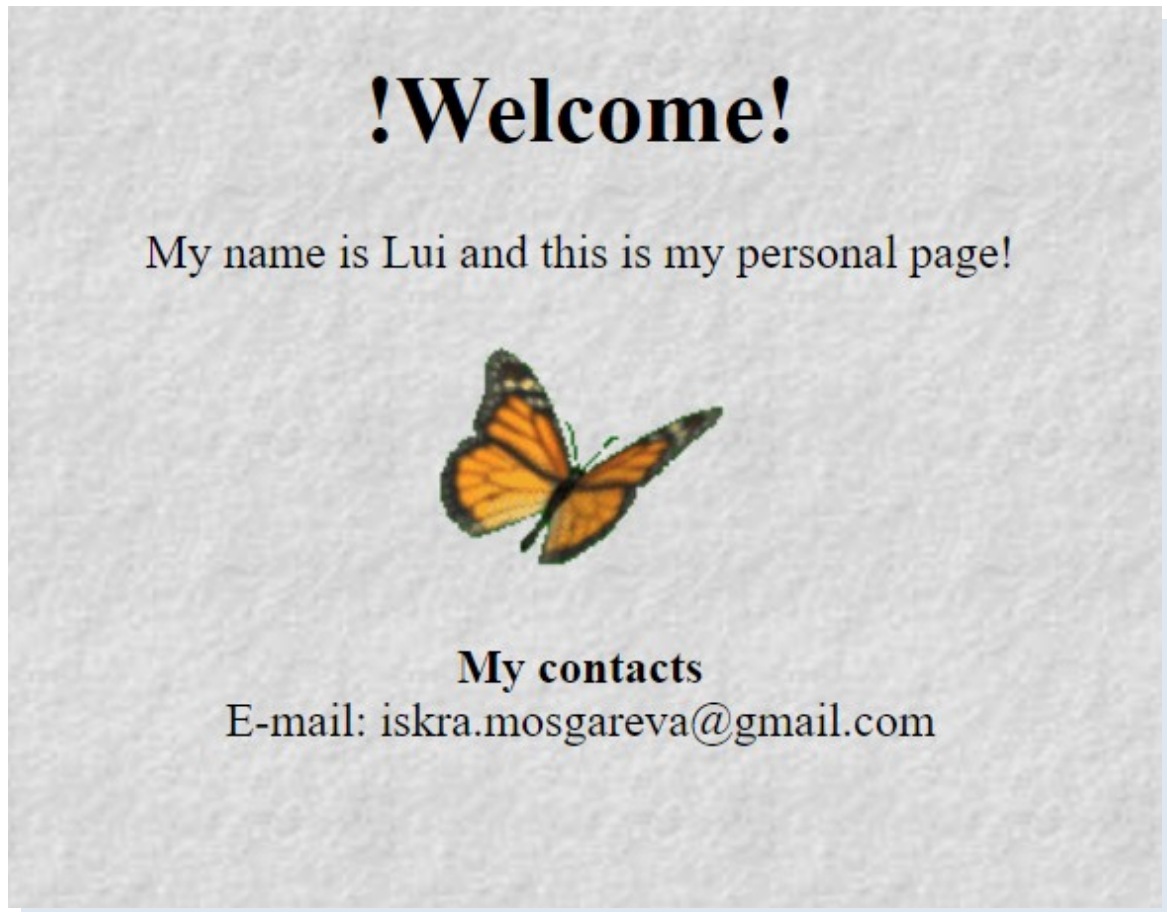 !Welcome!
My name is Lui and this is my personal page!
My contacts
E-mail: iskra.mosgareva@gmail.com